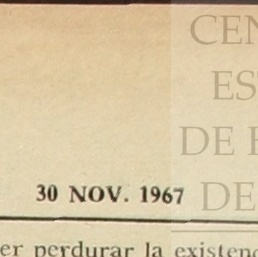 CEN
ES
DE
DE
30 NOV. 1967
er perdurar la existenc